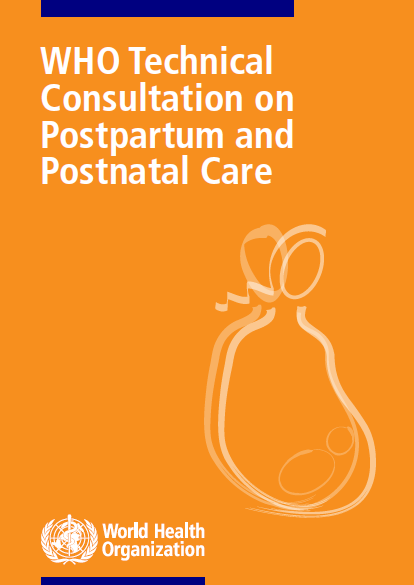 WHO Technical
Consultation on
Postpartum and
Postnatal Care
World Health
Organization